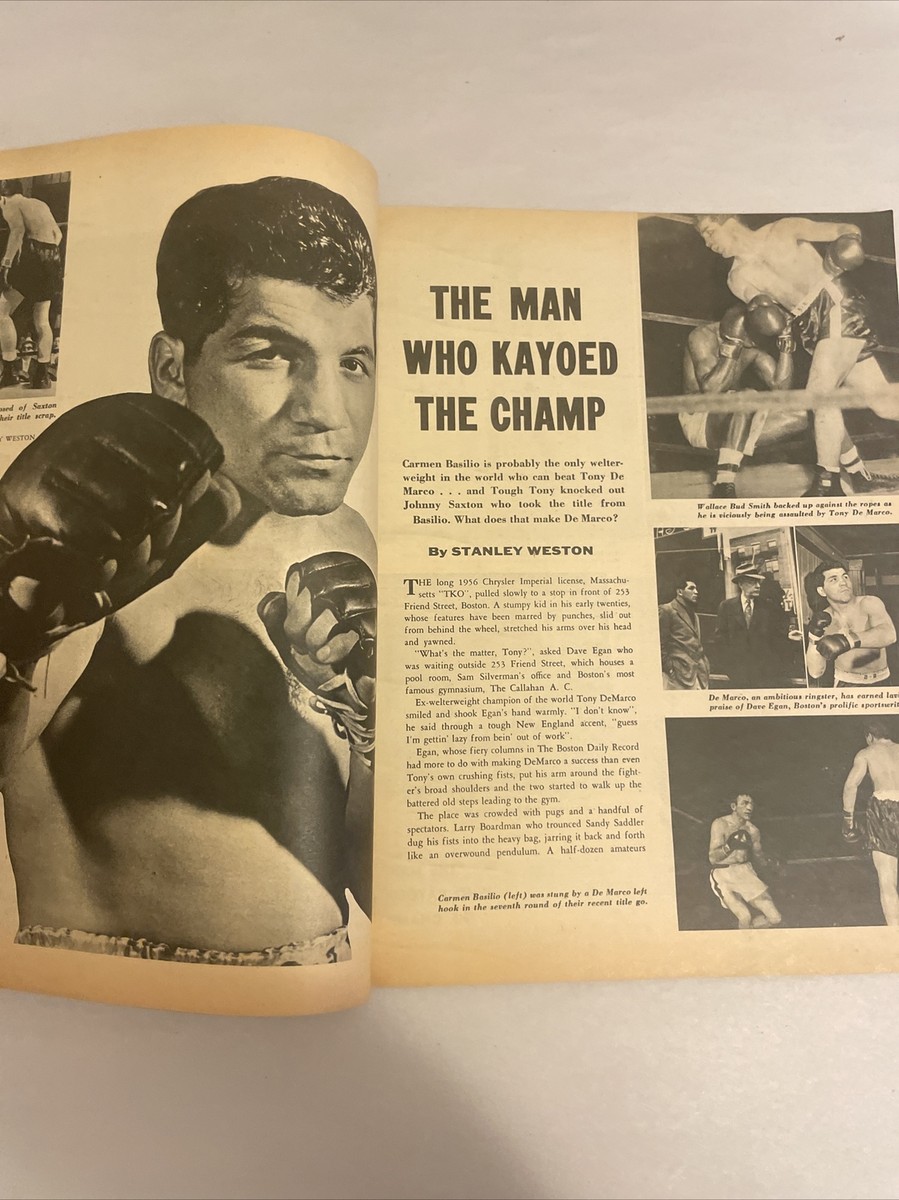 sed of Saxton
heir title scrap.
Y WESTON
THE MAN
WHO KAYOED
THE CHAMP
Carmen Basilio is probably the only welter-
weight in the world who can beat Tony De
Marco . . . and Tough Tony knocked out
Johnny Saxton who took the title from
Basilio. What does that make De Marco?
By STANLEY WESTON
THE long 1956 Chrysler Imperial license, Massachu-
setts "TKO", pulled slowly to a stop in front of 253
Friend Street, Boston. A stumpy kid in his early twenties,
whose features have been marred by punches, slid out
from behind the wheel, stretched his arms over his head
and yawned.
"What's the matter, Tony?", asked Dave Egan who
was waiting outside 253 Friend Street, which houses a
pool room, Sam Silverman's office and Boston's most
famous gymnasium, The Callahan A. C.
Ex-welterweight champion of the world Tony DeMarco
smiled and shook Egan's hand warmly. "I don't know",
he said through a tough New England accent, "guess
I'm gettin' lazy from bein' out of work".
Egan, whose fiery columns in The Boston Daily Record
had more to do with making DeMarco a success than even
Tony's own crushing fists, put his arm around the fight-
er's broad shoulders and the two started to walk up the
battered old steps leading to the gym.
The place was crowded with pugs and a handful of
spectators. Larry Boardman who trounced Sandy Saddler
dug his fists into the heavy bag, jarring it back and forth
like an overwound pendulum. A half-dozen amateurs
Carmen Basilio (left) was stung by a De Marco left
hook in the seventh round of their recent title go.
Wallace Bud Smith backed up against the ropes as
he is viciously being assaulted by Tony De Marco.
De Marco, an ambitious ringster, has earned lav
praise of Dave Egan, Boston's prolific sportswrit